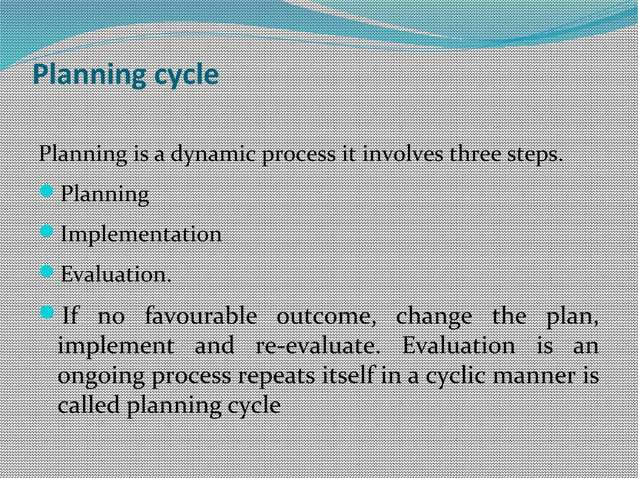 Planning cycle
Planning is a dynamic process it involves three steps.
Planning
Implementation
Evaluation.
If no favourable outcome, change the plan,
implement and re-evaluate. Evaluation is an
ongoing process repeats itself in a cyclic manner is
called planning cycle